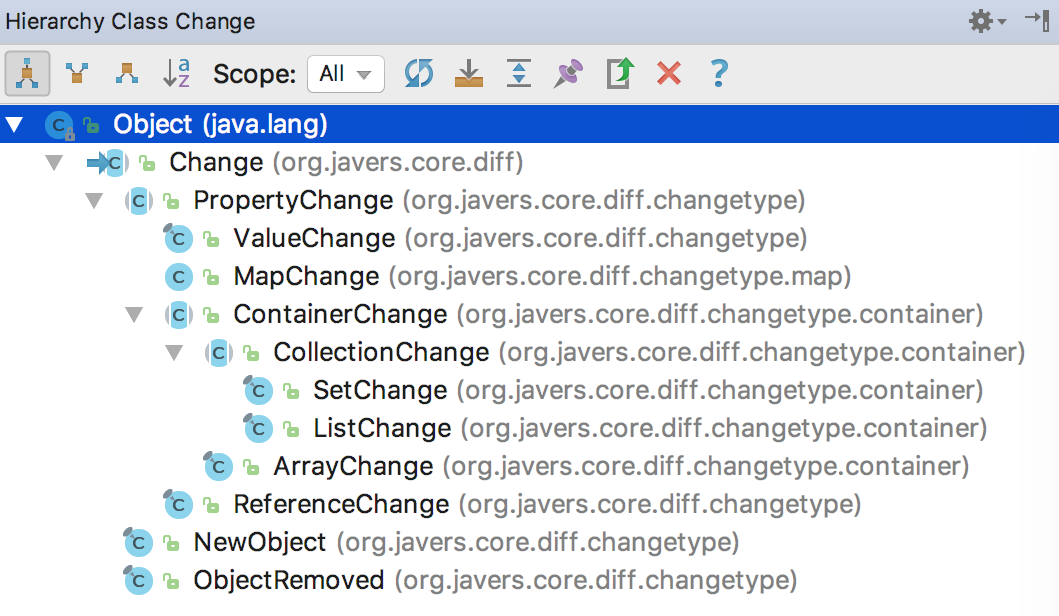 Hierarchy Class Change
a z Scope: All ?
C Object (java.lang)
C Change (org.javers.core.diff)
C PropertyChange (org.javers.core.diff.changetype)
C ValueChange (org.javers.core.diff.changetype)
C MapChange (org.javers.core.diff.changetype.map)
C ContainerChange (org.javers.core.diff.changetype.container)
C CollectionChange (org.javers.core.diff.changetype.container)
C SetChange (org.javers.core.diff.changetype.container)
C ListChange (org.javers.core.diff.changetype.container)
C ArrayChange (org.javers.core.diff.changetype.container)
C ReferenceChange (org.javers.core.diff.changetype)
C NewObject (org.javers.core.diff.changetype)
C ObjectRemoved (org.javers.core.diff.changetype)